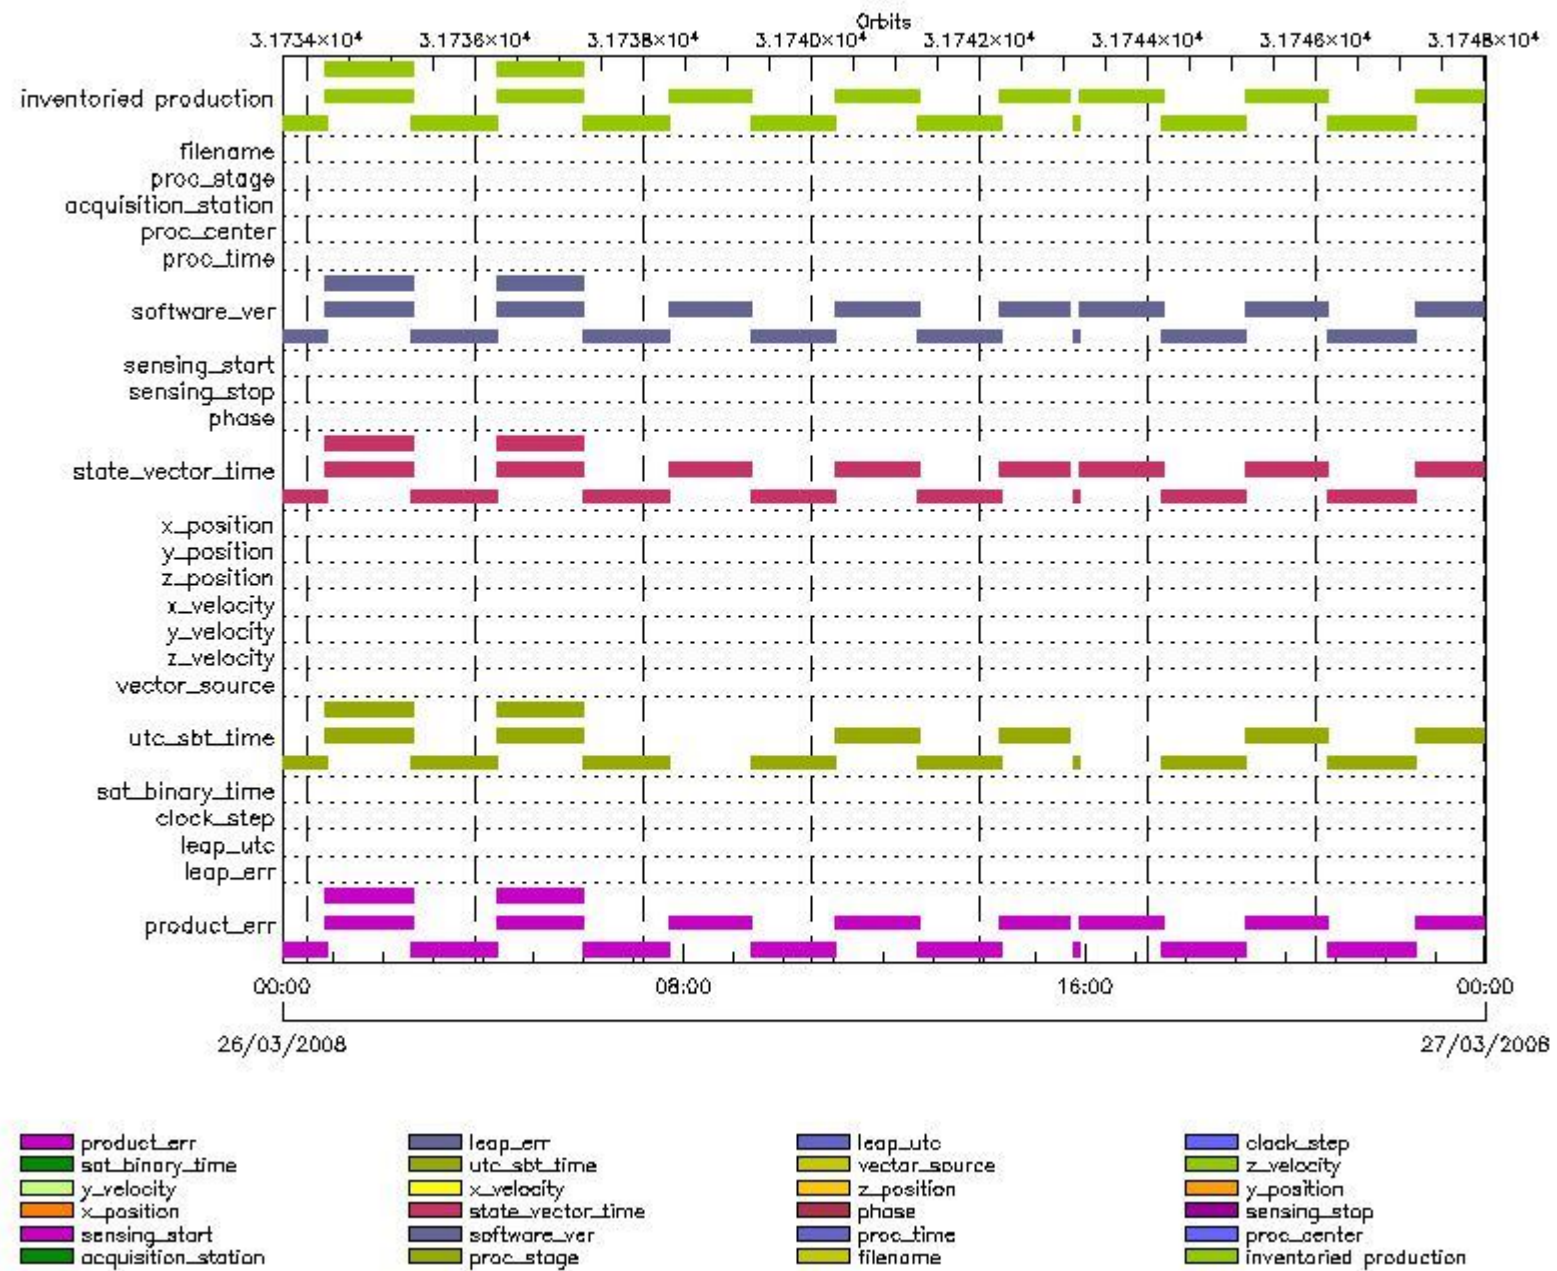 Orbits
3.1734×10⁴ 3.1736×10⁴ 3.1738×10⁴ 3.1740×10⁴ 3.1742×10⁴ 3.1744×10⁴ 3.1746×10⁴ 3.1748×10⁴
inventoried production
filename
proc_stage
acquisition_station
proc_center
proc_time
software_ver
sensing_start
sensing_stop
phase
state_vector_time
x_position
y_position
z_position
x_velocity
y_velocity
z_velocity
vector_source
utc_sbt_time
sat_binary_time
clock_step
leap_utc
leap_err
product_err
00:00 08:00 16:00 00:00
26/03/2008 27/03/2008
product_err leap_err leap_utc clock_step
sat_binary_time utc_sbt_time vector_source z_velocity
y_velocity x_velocity z_position y_position
x_position state_vector_time phase sensing_stop
sensing_start software_ver proc_time proc_center
acquisition_station proc_stage filename inventoried production